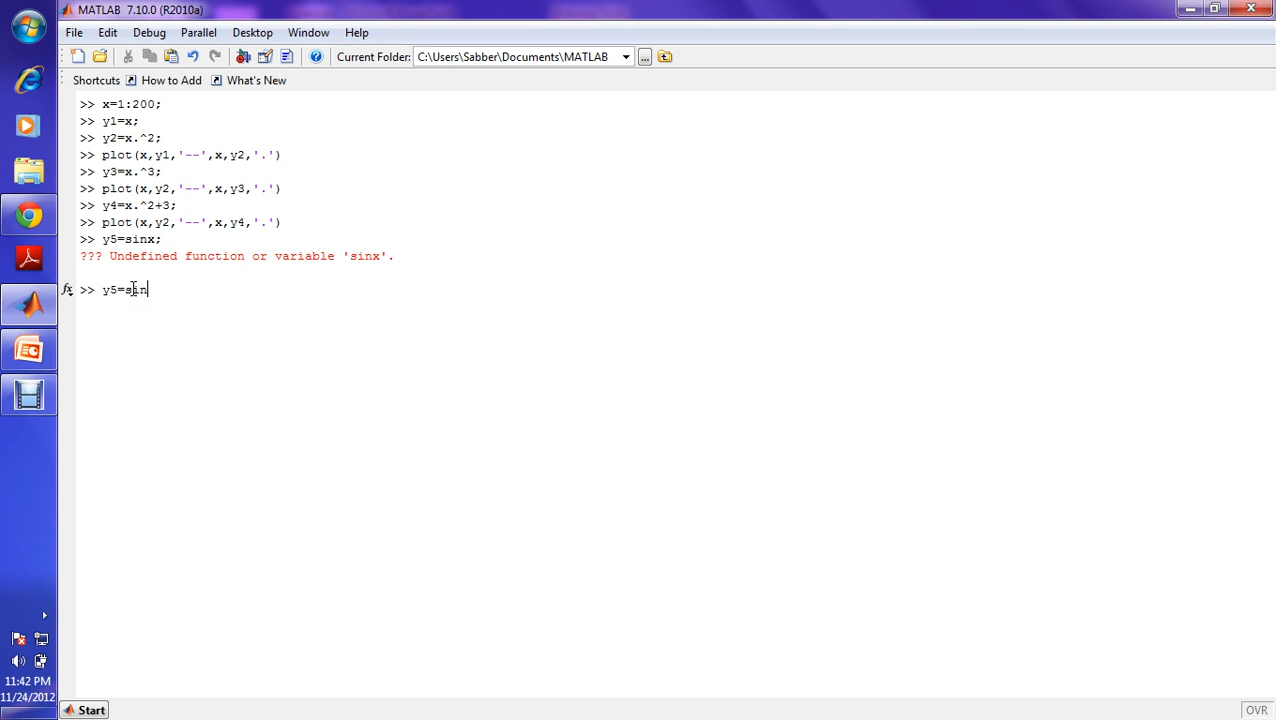 MATLAB 7.10.0 (R2010a)
File Edit Debug Parallel Desktop Window Help
Current Folder: C:\Users\Sabber\Documents\MATLAB ...
Shortcuts How to Add What's New
>> x=1:200;
>> y1=x;
>> y2=x.^2;
>> plot(x,y1,'--',x,y2,'.')
>> y3=x.^3;
>> plot(x,y2,'--',x,y3,'.')
>> y4=x.^2+3;
>> plot(x,y2,'--',x,y4,'.')
>> y5=sinx;
??? Undefined function or variable 'sinx'.
fx >> y5=sin
11:42 PM
11/24/2012
Start
OVR